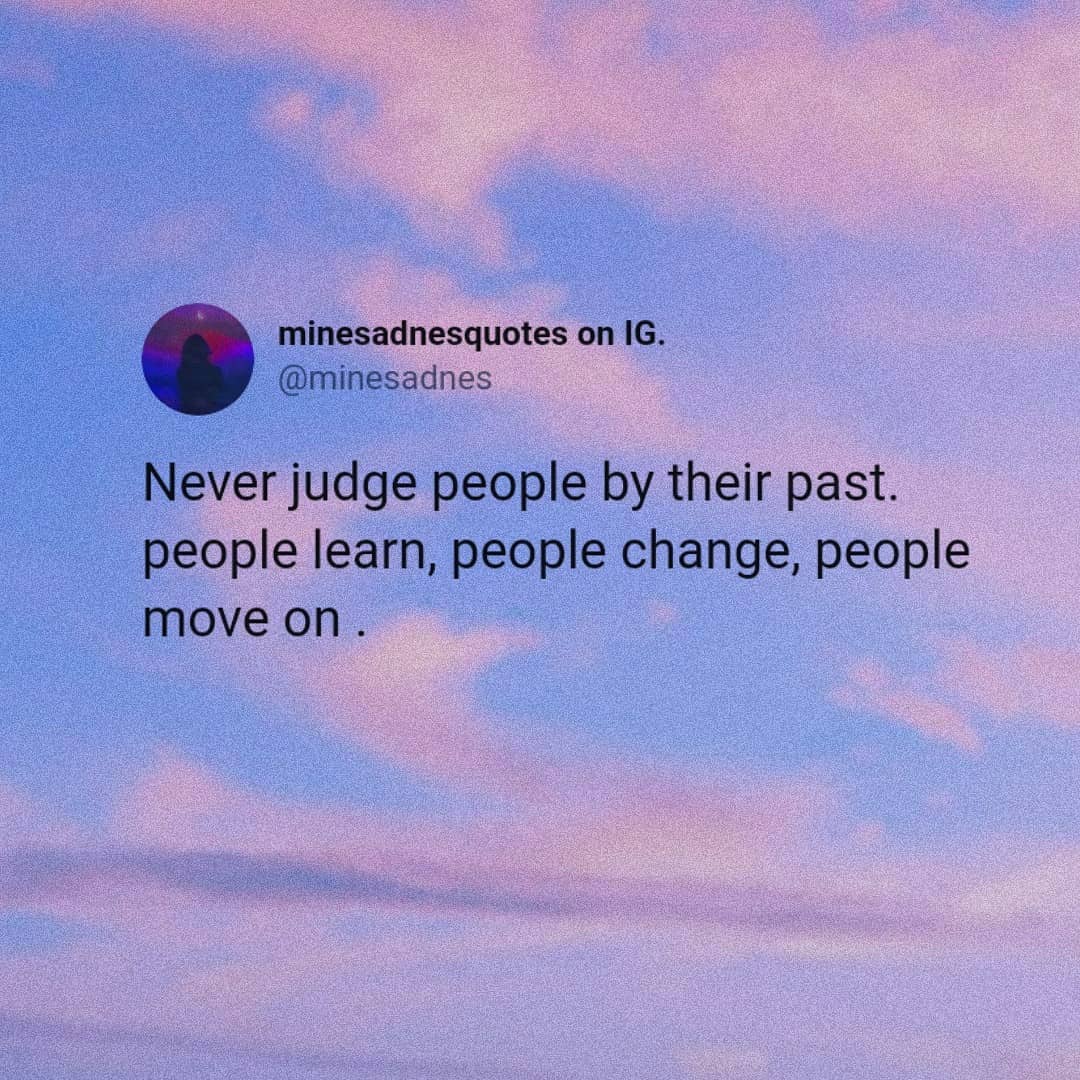 minesadnesquotes on IG.
@minesadnes
Never judge people by their past.
people learn, people change, people
move on .